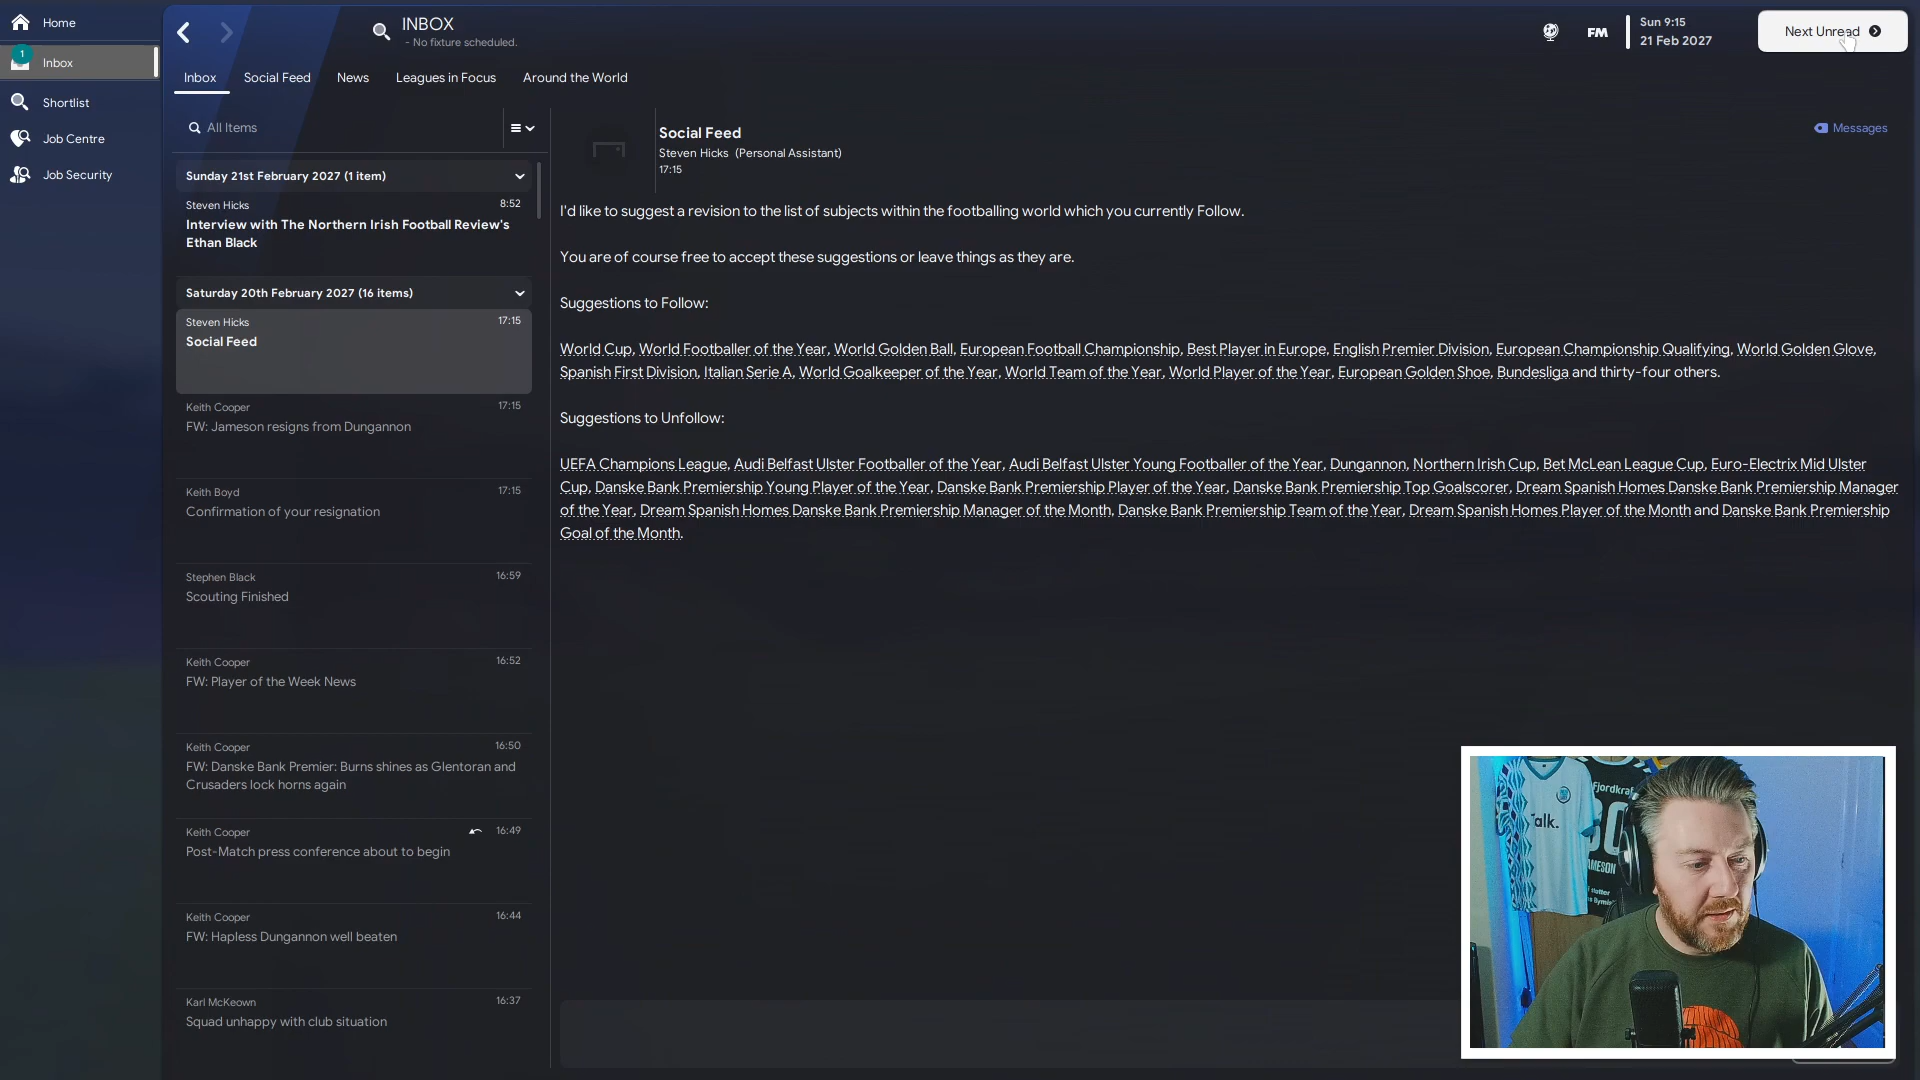 Home
1
Inbox
Shortlist
Job Centre
Job Security
INBOX
- No fixture scheduled.
FM
Sun 9:15
21 Feb 2027
Next Unread
Inbox
Social Feed
News
Leagues in Focus
Around the World
All Items
Sunday 21st February 2027 (1 item)
Steven Hicks
8:52
Interview with The Northern Irish Football Review's
Ethan Black
Saturday 20th February 2027 (16 items)
Steven Hicks
17:15
Social Feed
Keith Cooper
17:15
FW: Jameson resigns from Dungannon
Keith Boyd
17:15
Confirmation of your resignation
Stephen Black
16:59
Scouting Finished
Keith Cooper
16:52
FW: Player of the Week News
Keith Cooper
16:50
FW: Danske Bank Premier: Burns shines as Glentoran and
Crusaders lock horns again
Keith Cooper
16:49
Post-Match press conference about to begin
Keith Cooper
16:44
FW: Hapless Dungannon well beaten
Karl McKeown
16:37
Squad unhappy with club situation
Social Feed
Steven Hicks (Personal Assistant)
17:15
Messages
I'd like to suggest a revision to the list of subjects within the footballing world which you currently Follow.
You are of course free to accept these suggestions or leave things as they are.
Suggestions to Follow:
World Cup, World Footballer of the Year, World Golden Ball, European Football Championship, Best Player in Europe, English Premier Division, European Championship Qualifying, World Golden Glove,
Spanish First Division, Italian Serie A, World Goalkeeper of the Year, World Team of the Year, World Player of the Year, European Golden Shoe, Bundesliga and thirty-four others.
Suggestions to Unfollow:
UEFA Champions League, Audi Belfast Ulster Footballer of the Year, Audi Belfast Ulster Young Footballer of the Year, Dungannon, Northern Irish Cup, Bet McLean League Cup, Euro-Electrix Mid Ulster
Cup, Danske Bank Premiership Young Player of the Year, Danske Bank Premiership Player of the Year, Danske Bank Premiership Top Goalscorer, Dream Spanish Homes Danske Bank Premiership Manager
of the Year, Dream Spanish Homes Danske Bank Premiership Manager of the Month, Danske Bank Premiership Team of the Year, Dream Spanish Homes Player of the Month and Danske Bank Premiership
Goal of the Month.
Fjordkraf